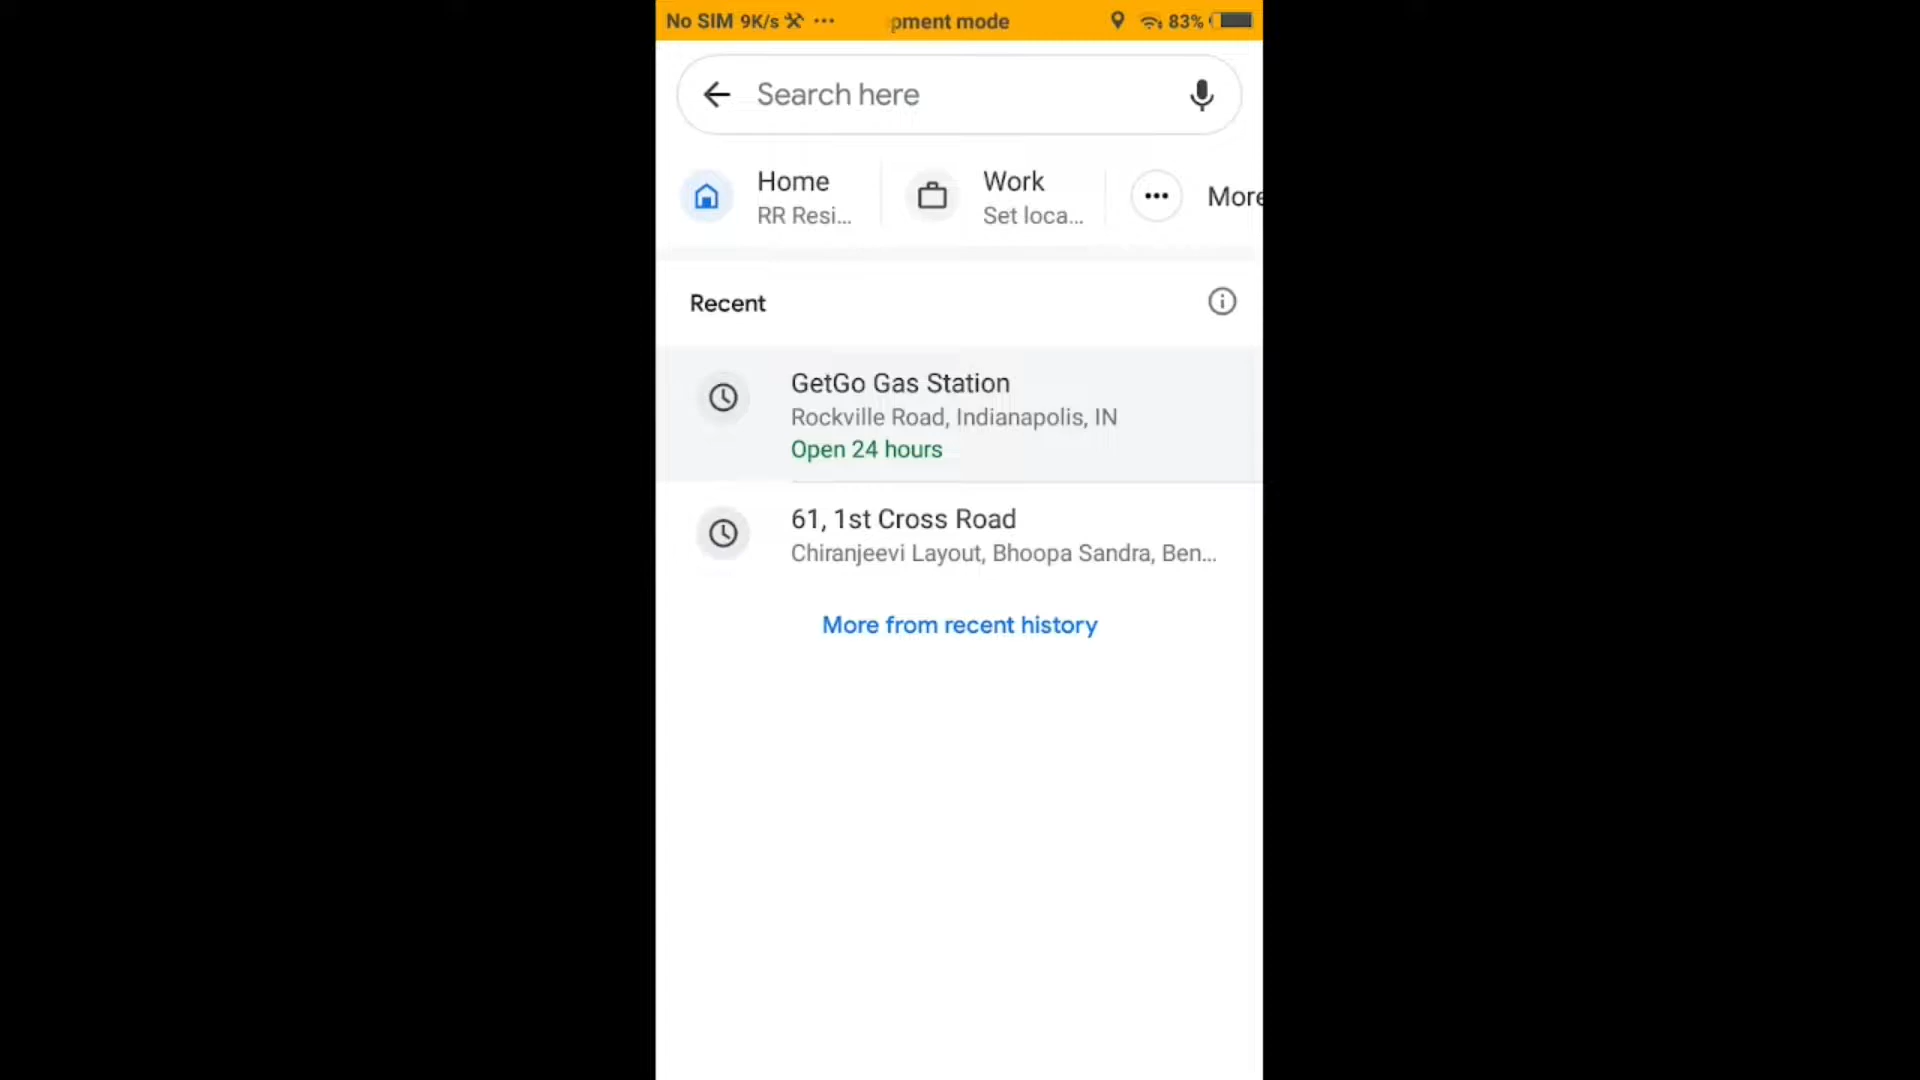 No SIM 9K/s ··· pment mode 83%
Search here
Home
RR Resi...
Work
Set loca...
More
Recent
GetGo Gas Station
Rockville Road, Indianapolis, IN
Open 24 hours
61, 1st Cross Road
Chiranjeevi Layout, Bhoopa Sandra, Ben...
More from recent history